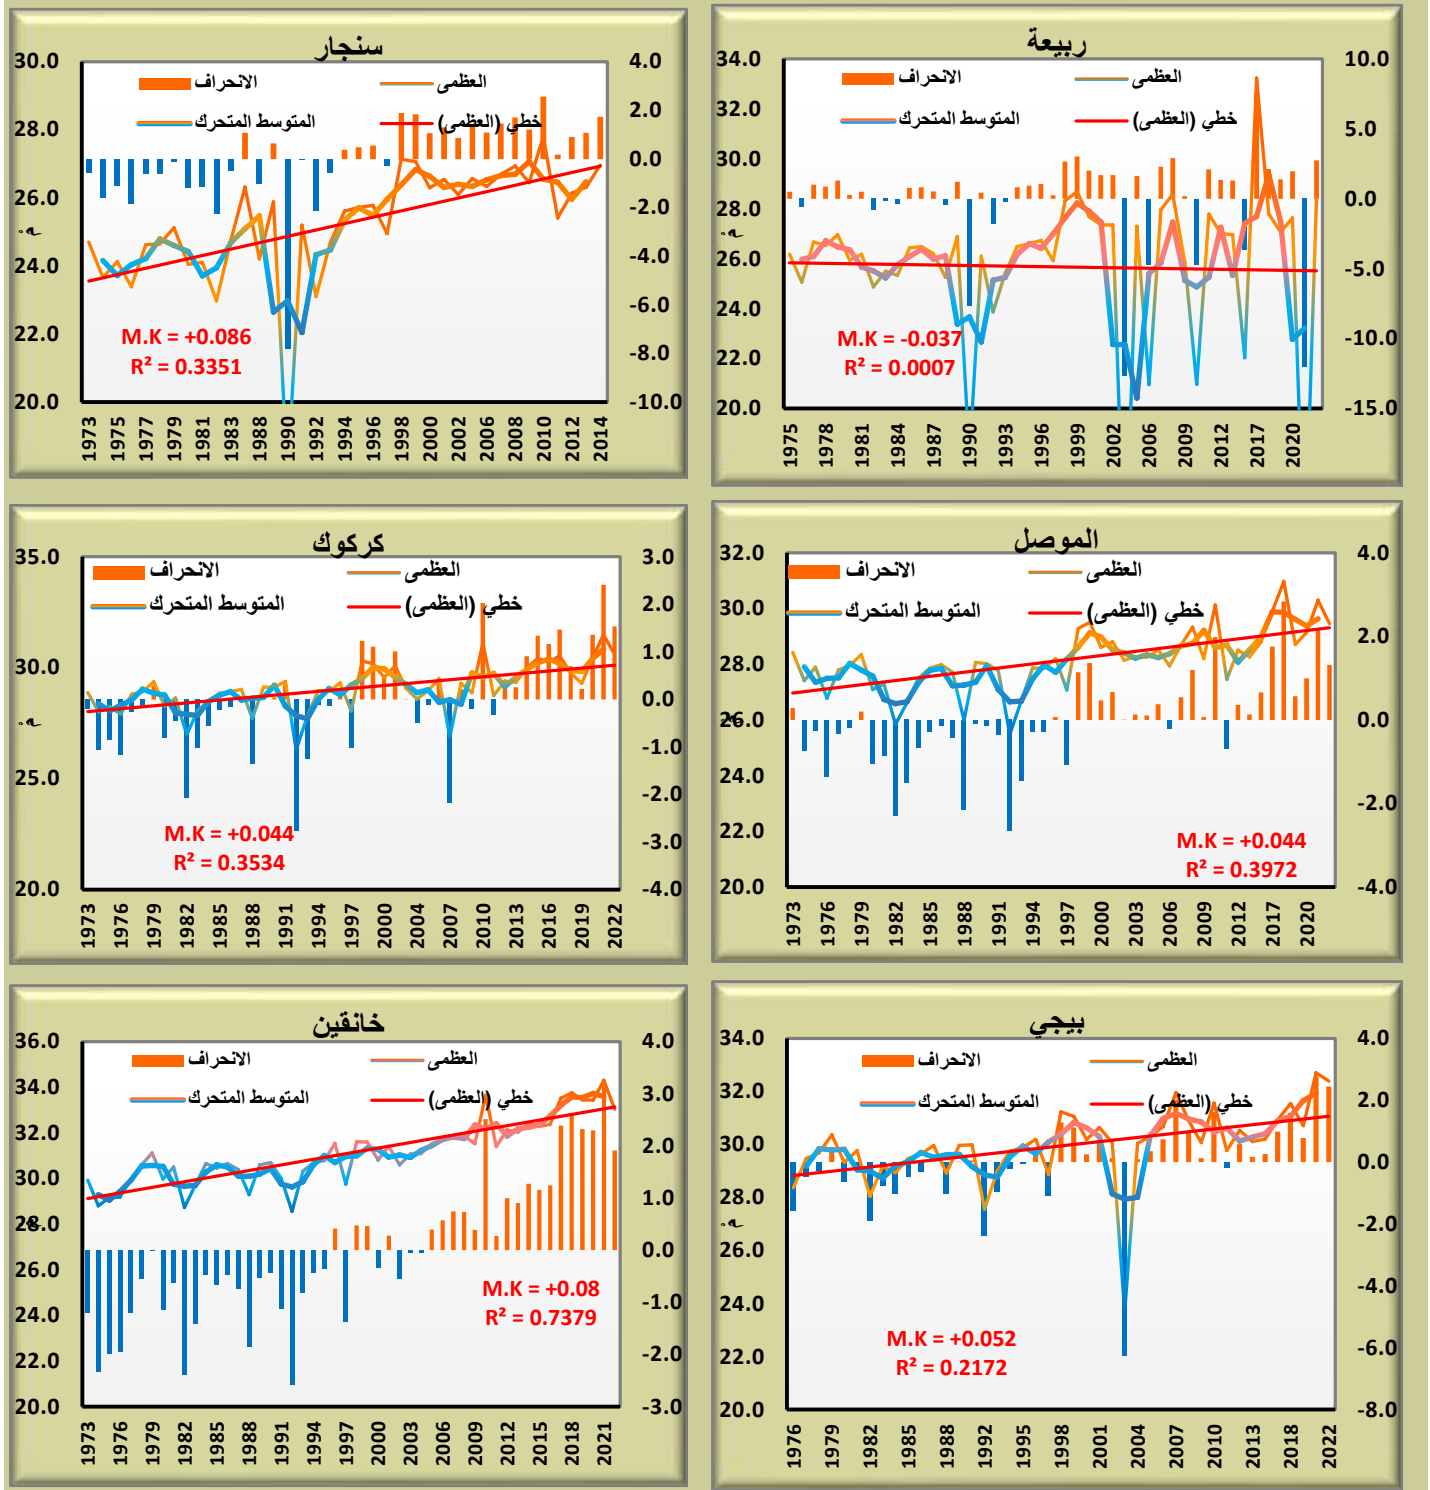 ربيعة
الانحراف العظمى
المتوسط المتحرك خطي (العظمى)
34.0 32.0 30.0 28.0 26.0 24.0 22.0 20.0
10.0 5.0 0.0 -5.0 -10.0 -15.0
م°
M.K = -0.037
R² = 0.0007
1975 1978 1981 1984 1987 1990 1993 1996 1999 2002 2006 2009 2012 2017 2020
سنجار
الانحراف العظمى
المتوسط المتحرك خطي (العظمى)
30.0 28.0 26.0 24.0 22.0 20.0
4.0 2.0 0.0 -2.0 -4.0 -6.0 -8.0 -10.0
م°
M.K = +0.086
R² = 0.3351
1973 1975 1977 1979 1981 1983 1988 1990 1992 1994 1996 1998 2000 2002 2006 2008 2010 2012 2014
الموصل
الانحراف العظمى
المتوسط المتحرك خطي (العظمى)
32.0 30.0 28.0 26.0 24.0 22.0 20.0
4.0 2.0 0.0 -2.0 -4.0
م°
M.K = +0.044
R² = 0.3972
1973 1976 1979 1982 1985 1988 1991 1994 1997 2000 2003 2006 2009 2012 2017 2020
كركوك
الانحراف العظمى
المتوسط المتحرك خطي (العظمى)
35.0 30.0 25.0 20.0
3.0 2.0 1.0 0.0 -1.0 -2.0 -3.0 -4.0
م°
M.K = +0.044
R² = 0.3534
1973 1976 1979 1982 1985 1988 1991 1994 1997 2000 2004 2007 2010 2013 2016 2019 2022
بيجي
الانحراف العظمى
المتوسط المتحرك خطي (العظمى)
34.0 32.0 30.0 28.0 26.0 24.0 22.0 20.0
4.0 2.0 0.0 -2.0 -4.0 -6.0 -8.0
م°
M.K = +0.052
R² = 0.2172
1976 1979 1982 1985 1988 1992 1995 1998 2001 2004 2007 2010 2013 2018 2022
خانقين
الانحراف العظمى
المتوسط المتحرك خطي (العظمى)
36.0 34.0 32.0 30.0 28.0 26.0 24.0 22.0 20.0
4.0 3.0 2.0 1.0 0.0 -1.0 -2.0 -3.0
م°
M.K = +0.08
R² = 0.7379
1973 1976 1979 1982 1985 1988 1991 1994 1997 2000 2003 2006 2009 2012 2015 2018 2021